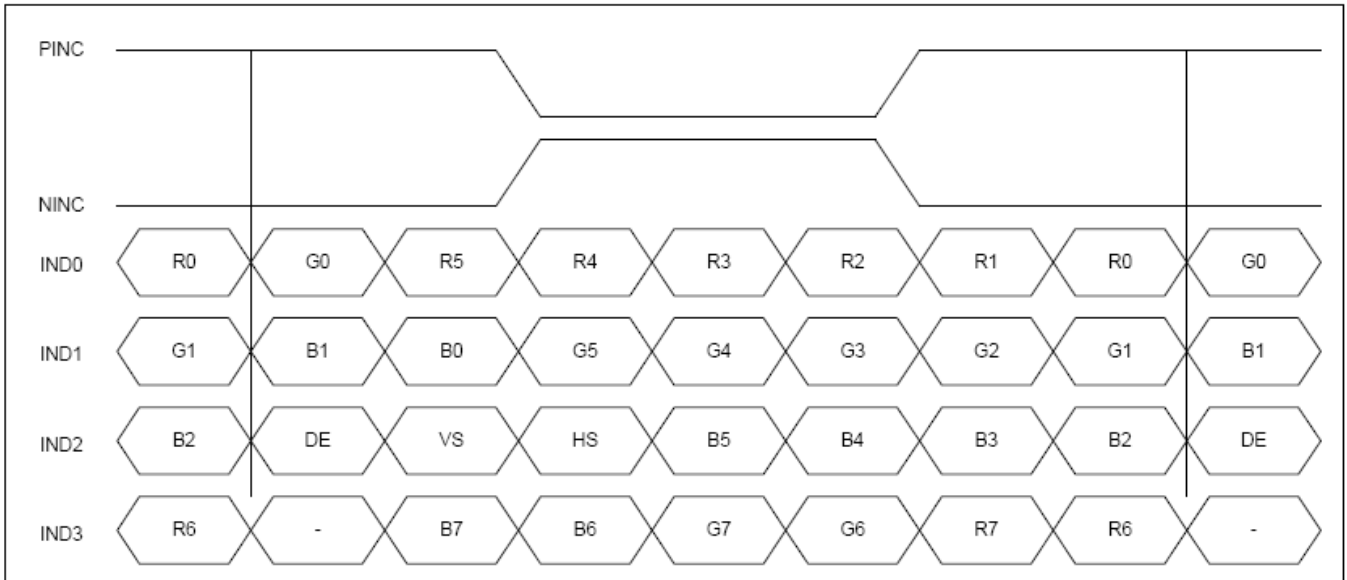 PINC
NINC
IND0 R0 G0 R5 R4 R3 R2 R1 R0 G0
IND1 G1 B1 B0 G5 G4 G3 G2 G1 B1
IND2 B2 DE VS HS B5 B4 B3 B2 DE
IND3 R6 - B7 B6 G7 G6 R7 R6 -